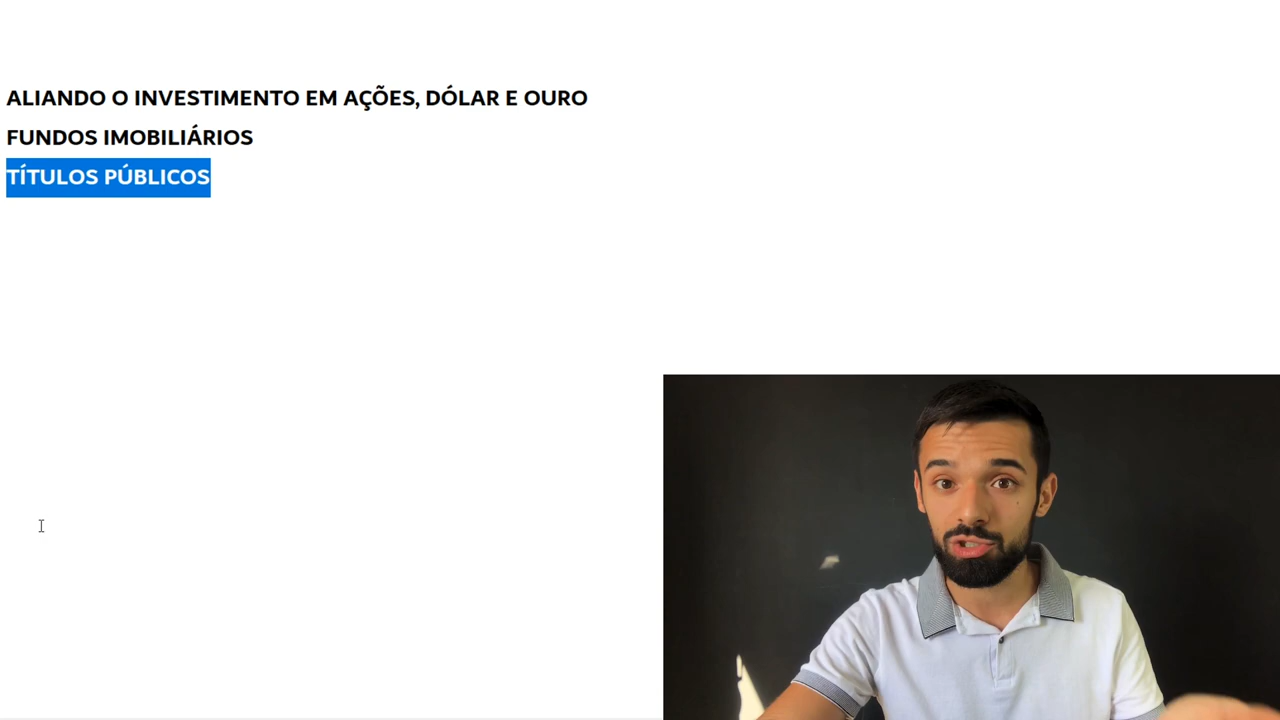 ALIANDO O INVESTIMENTO EM AÇÕES, DÓLAR E OURO
FUNDOS IMOBILIÁRIOS
TÍTULOS PÚBLICOS